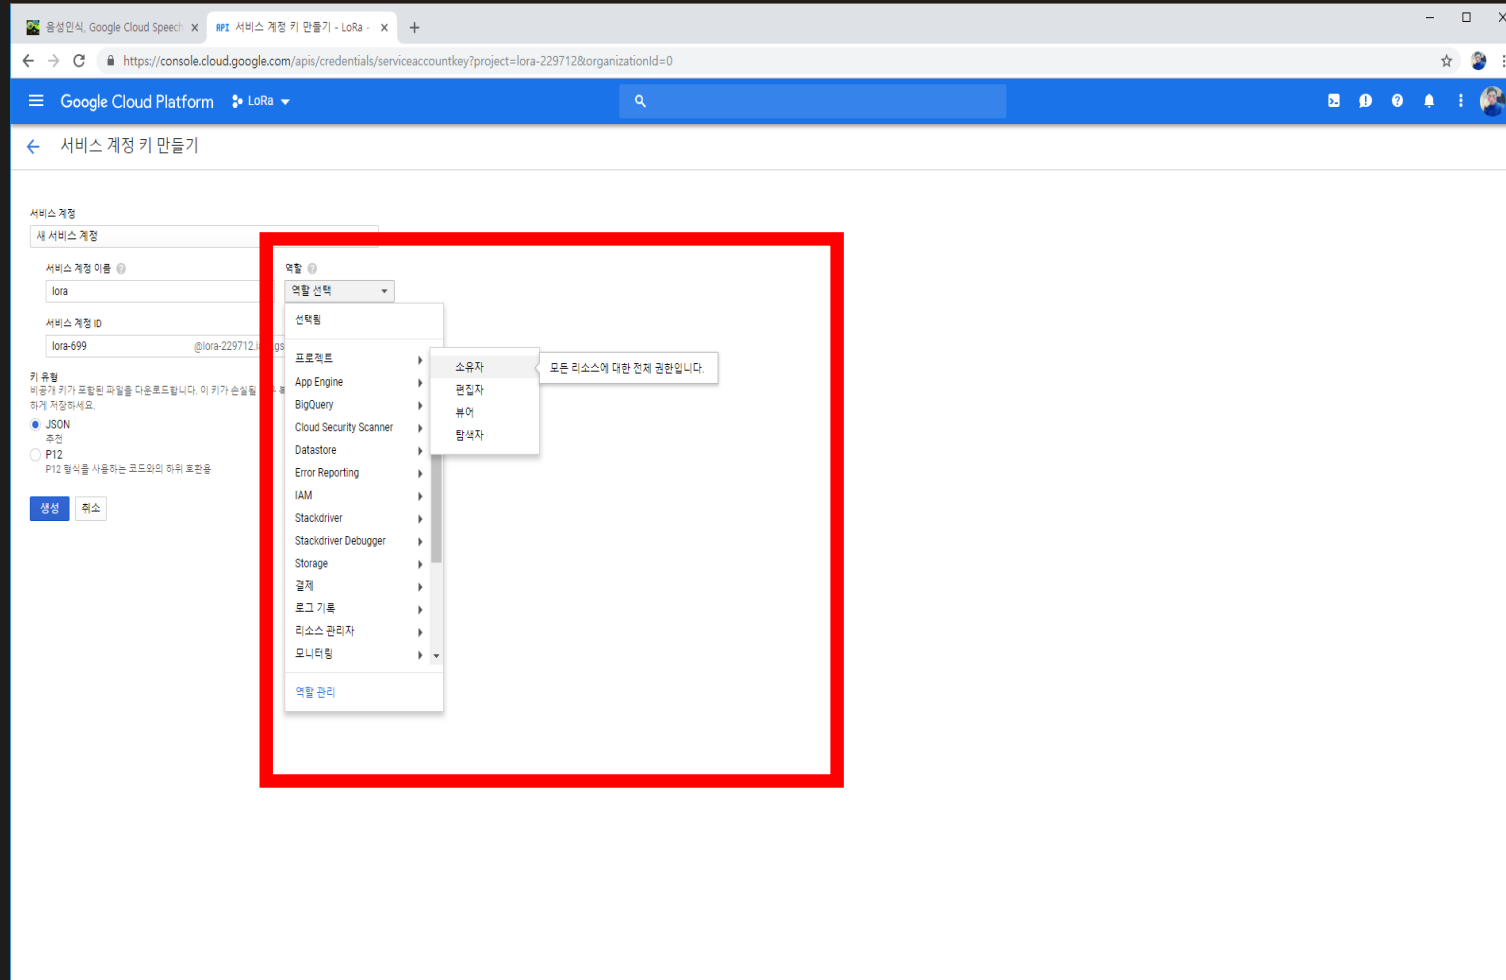 음성인식, Google Cloud Speech
API 서비스 계정 키 만들기 - LoRa -
https://console.cloud.google.com/apis/credentials/serviceaccountkey?project=lora-229712&organizationId=0
Google Cloud Platform LoRa
서비스 계정 키 만들기
서비스 계정
새 서비스 계정
서비스 계정 이름
lora
서비스 계정 ID
lora-699 @lora-229712.
키 유형
비공개 키가 포함된 파일을 다운로드합니다. 이 키가 손실될
하게 저장하세요.
JSON
추천
P12
P12 형식을 사용하는 코드와의 하위 호환용
생성 취소
역할
역할 선택
선택됨
프로젝트
App Engine
BigQuery
Cloud Security Scanner
Datastore
Error Reporting
IAM
Stackdriver
Stackdriver Debugger
Storage
결제
로그 기록
리소스 관리자
모니터링
역할 관리
소유자
편집자
뷰어
탐색자
모든 리소스에 대한 전체 권한입니다.